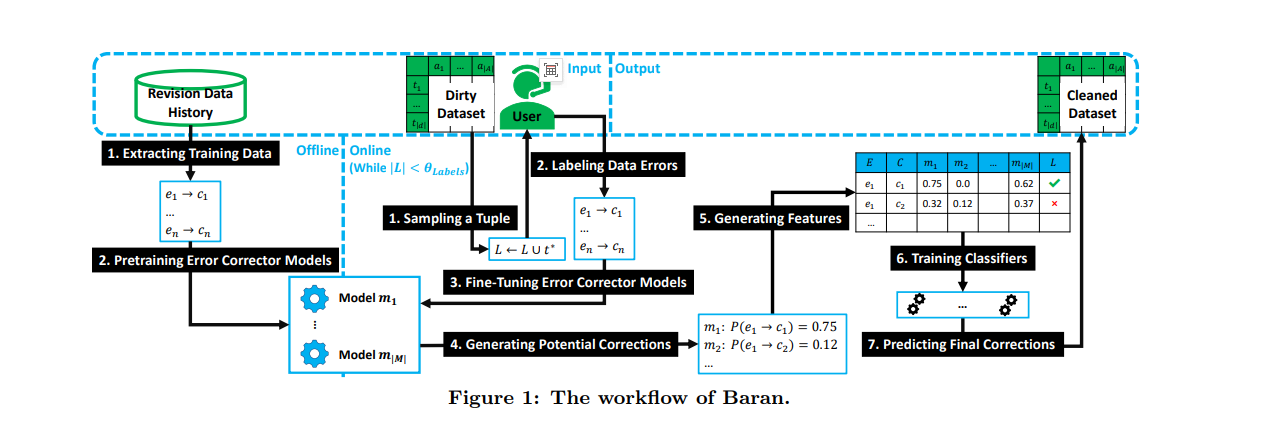 Revision Data
History
a₁ ... a|A|
t₁
...
t|d|
Dirty
Dataset
User
Input
Output
a₁ ... a|A|
t₁
...
t|d|
Cleaned
Dataset
1. Extracting Training Data
Offline
Online
(While |L| < θ_Labels)
e₁ → c₁
...
eₙ → cₙ
2. Pretraining Error Corrector Models
1. Sampling a Tuple
L ← L ∪ t*
2. Labeling Data Errors
e₁ → c₁
...
eₙ → cₙ
3. Fine-Tuning Error Corrector Models
Model m₁
⋮
Model m|M|
4. Generating Potential Corrections
m₁: P(e₁ → c₁) = 0.75
m₂: P(e₁ → c₂) = 0.12
...
5. Generating Features
E C m₁ m₂ ... m|M| L
e₁ c₁ 0.75 0.0 0.62 ✓
e₁ c₂ 0.32 0.12 0.37 ×
...
6. Training Classifiers
...
7. Predicting Final Corrections
Figure 1: The workflow of Baran.